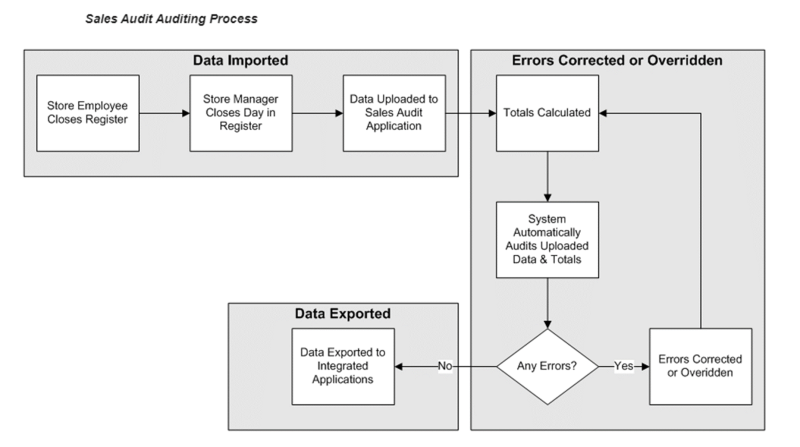 Sales Audit Auditing Process
Data Imported
Store Employee
Closes Register
Store Manager
Closes Day in
Register
Data Uploaded to
Sales Audit
Application
Errors Corrected or Overridden
Totals Calculated
System
Automatically
Audits Uploaded
Data & Totals
Any Errors?
Yes
Errors Corrected
or Overidden
No
Data Exported
Data Exported to
Integrated
Applications